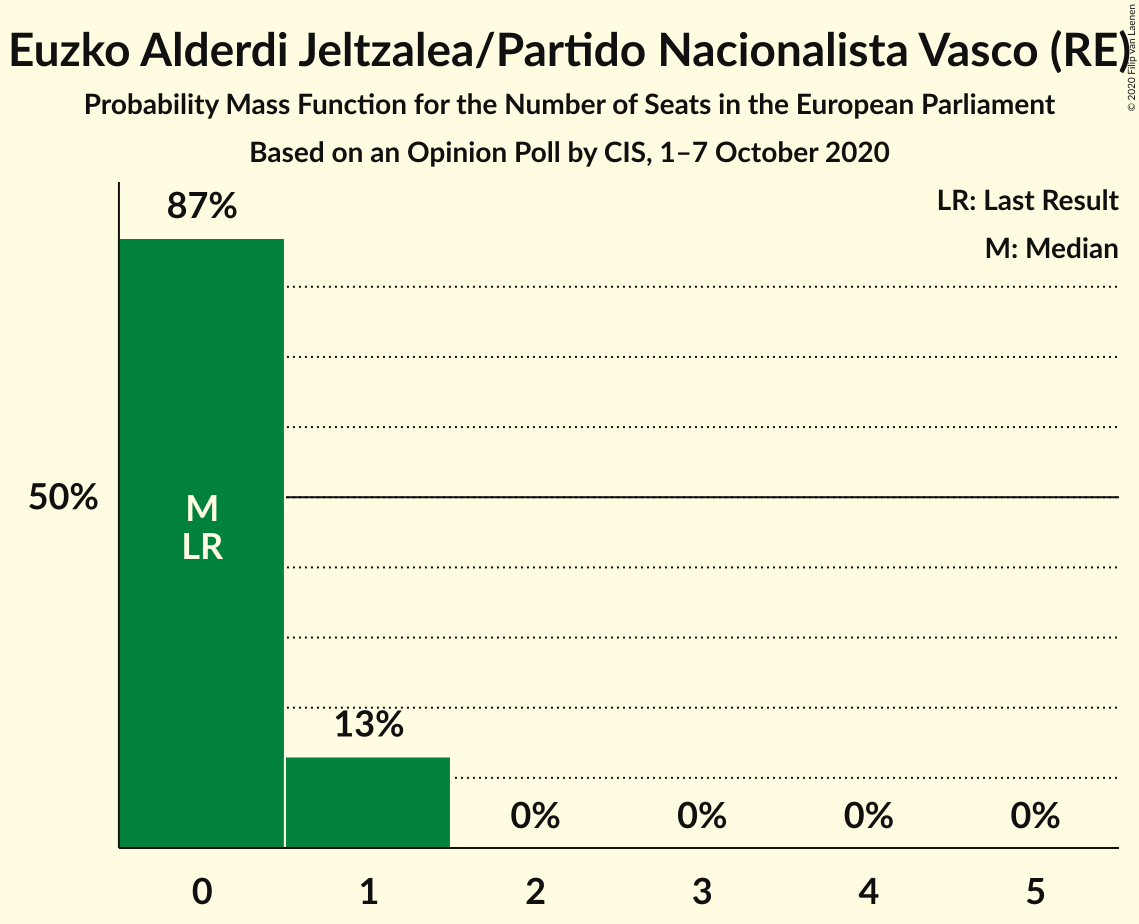 Euzko Alderdi Jeltzalea/Partido Nacionalista Vasco (RE)
© 2020 Filip van Laenen
Probability Mass Function for the Number of Seats in the European Parliament
Based on an Opinion Poll by CIS, 1–7 October 2020
LR: Last Result
M: Median
87%
50%
M
LR
13%
0%
0%
0%
0%
0
1
2
3
4
5